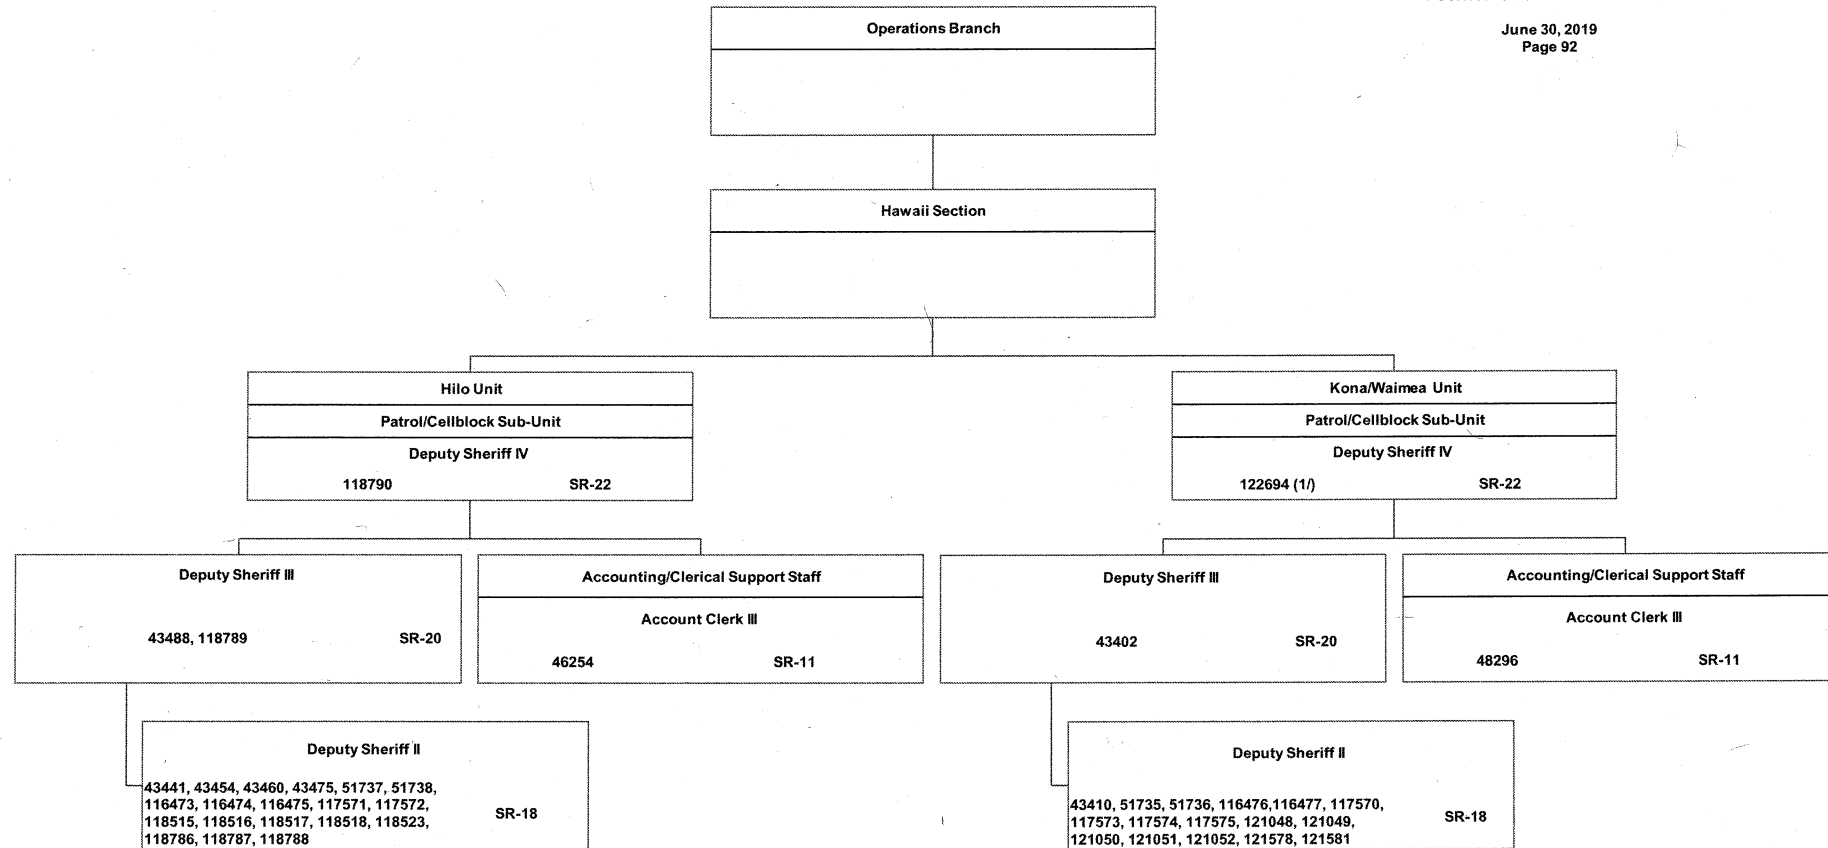 June 30, 2019
Page 92
Operations Branch
Hawaii Section
Hilo Unit
Patrol/Cellblock Sub-Unit
Deputy Sheriff IV
118790 SR-22
Kona/Waimea Unit
Patrol/Cellblock Sub-Unit
Deputy Sheriff IV
122694 (1/) SR-22
Deputy Sheriff III
43488, 118789 SR-20
Accounting/Clerical Support Staff
Account Clerk III
46254 SR-11
Deputy Sheriff III
43402 SR-20
Accounting/Clerical Support Staff
Account Clerk III
48296 SR-11
Deputy Sheriff II
43441, 43454, 43460, 43475, 51737, 51738,
116473, 116474, 116475, 117571, 117572,
118515, 118516, 118517, 118518, 118523,
118786, 118787, 118788
SR-18
Deputy Sheriff II
43410, 51735, 51736, 116476,116477, 117570,
117573, 117574, 117575, 121048, 121049,
121050, 121051, 121052, 121578, 121581
SR-18